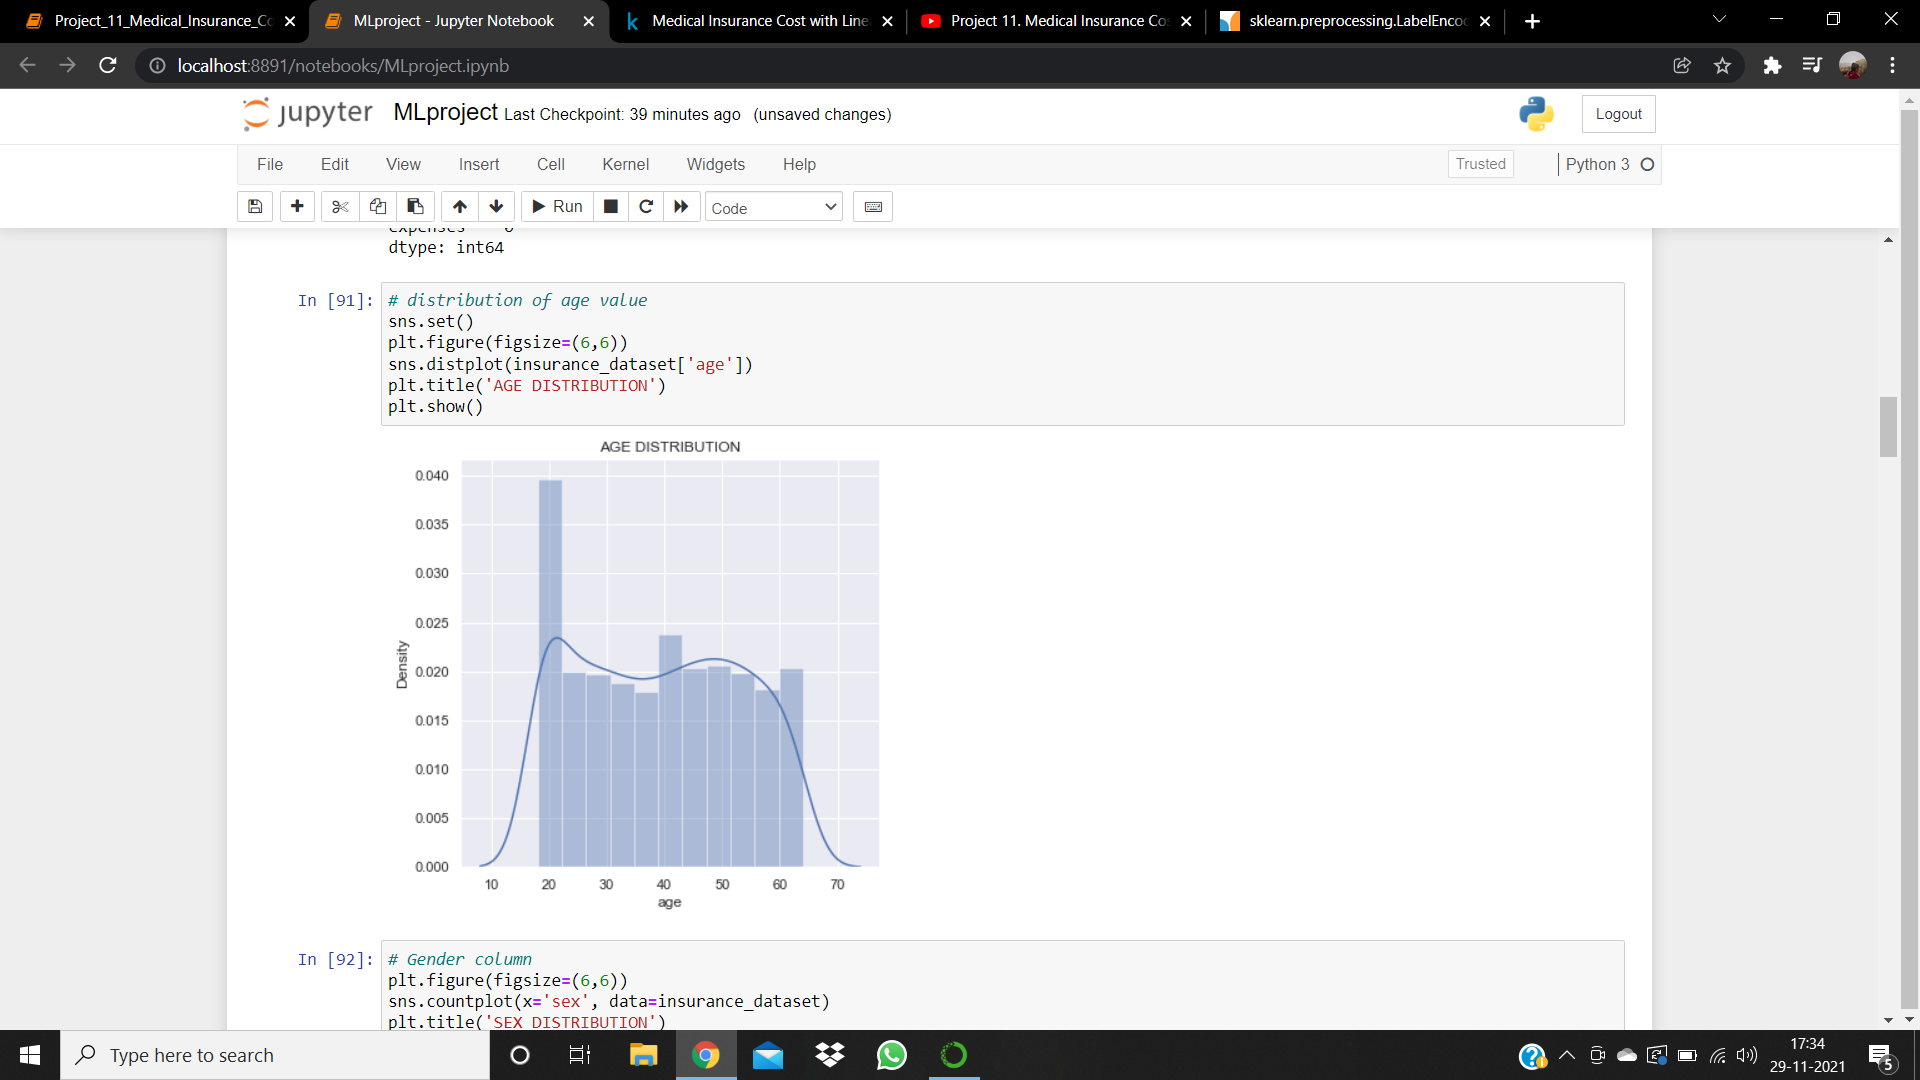 Project_11_Medical_Insurance_Co
MLproject - Jupyter Notebook
Medical Insurance Cost with Line
Project 11. Medical Insurance Cos
sklearn.preprocessing.LabelEncod
localhost:8891/notebooks/MLproject.ipynb
jupyter MLproject Last Checkpoint: 39 minutes ago (unsaved changes)
Logout
File Edit View Insert Cell Kernel Widgets Help
Trusted
Python 3
Run
Code
expenses 0
dtype: int64
In [91]:
# distribution of age value
sns.set()
plt.figure(figsize=(6,6))
sns.distplot(insurance_dataset['age'])
plt.title('AGE DISTRIBUTION')
plt.show()
AGE DISTRIBUTION
0.040
0.035
0.030
0.025
0.020
0.015
0.010
0.005
0.000
Density
10 20 30 40 50 60 70
age
In [92]:
# Gender column
plt.figure(figsize=(6,6))
sns.countplot(x='sex', data=insurance_dataset)
plt.title('SEX DISTRIBUTION')
Type here to search
17:34
29-11-2021
5